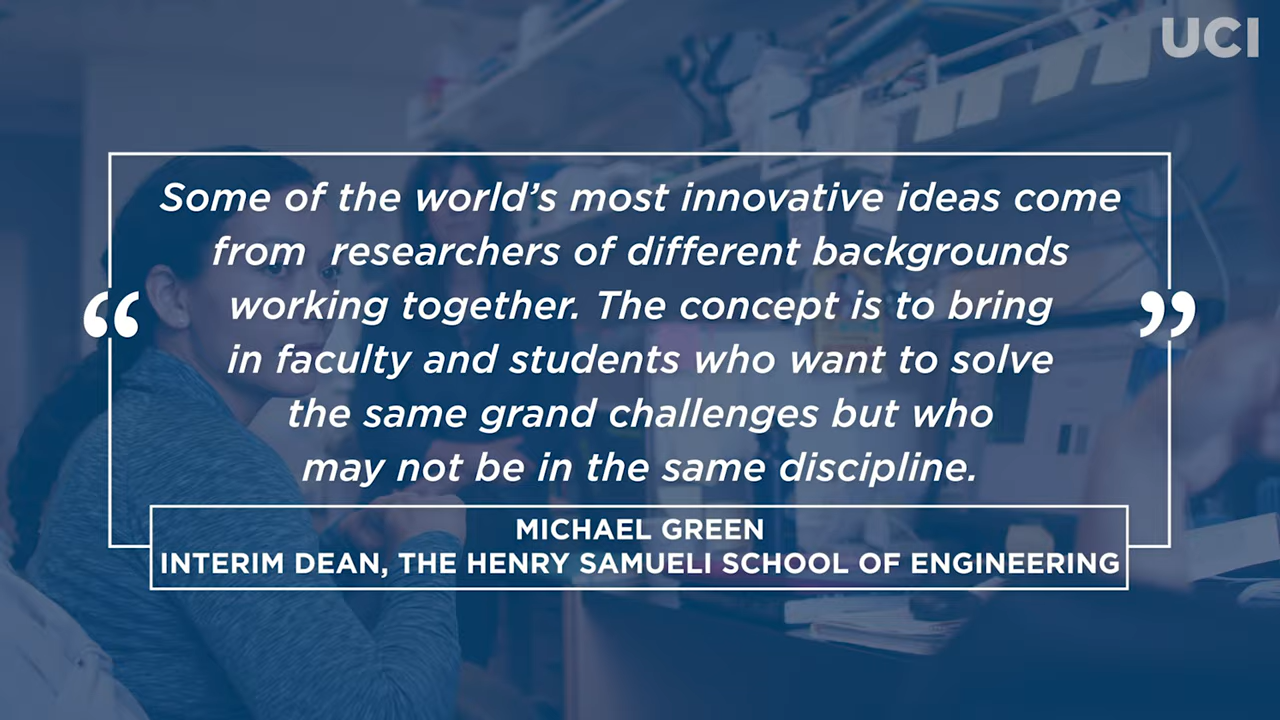 UCI
Some of the world’s most innovative ideas come
from  researchers of different backgrounds
working together. The concept is to bring
in faculty and students who want to solve
the same grand challenges but who
may not be in the same discipline.
“ ”
MICHAEL GREEN
INTERIM DEAN, THE HENRY SAMUELI SCHOOL OF ENGINEERING